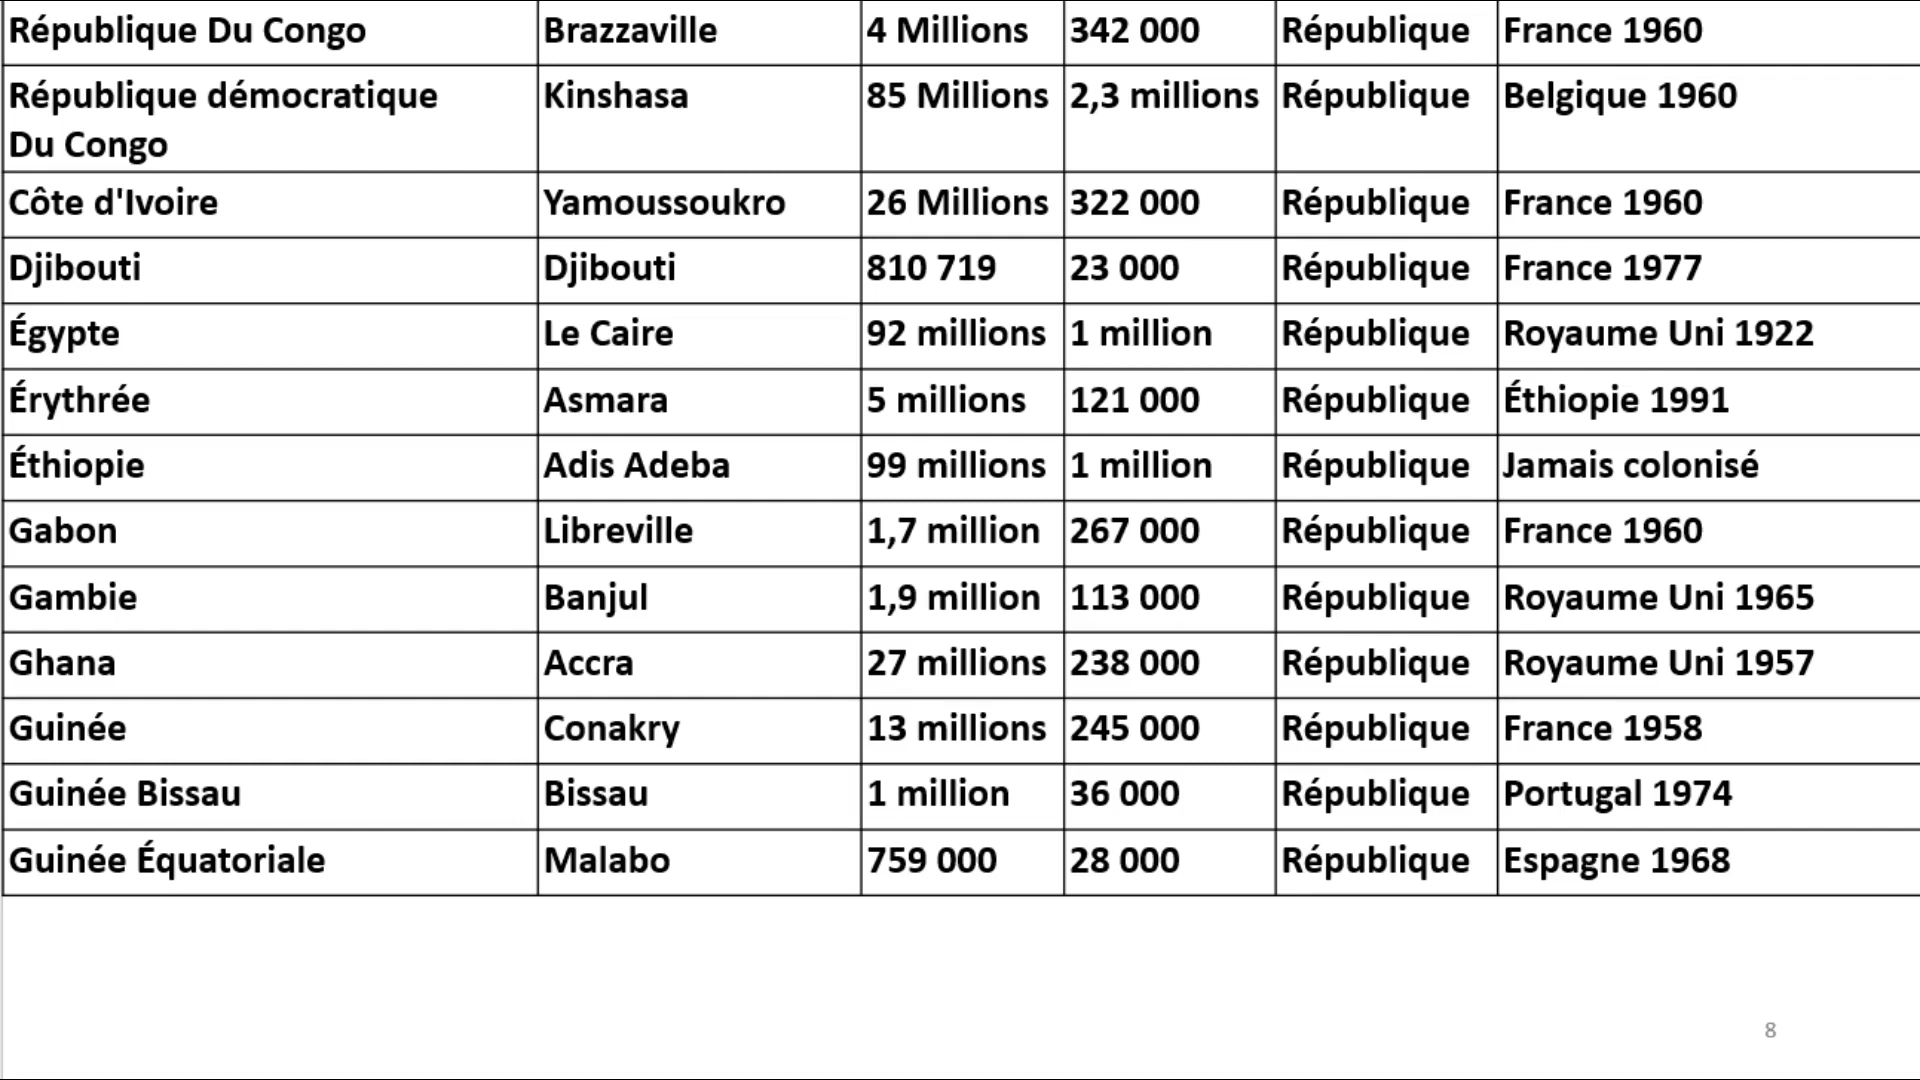 République Du Congo Brazzaville 4 Millions 342 000 République France 1960
République démocratique Kinshasa 85 Millions 2,3 millions République Belgique 1960
Du Congo
Côte d'Ivoire Yamoussoukro 26 Millions 322 000 République France 1960
Djibouti Djibouti 810 719 23 000 République France 1977
Égypte Le Caire 92 millions 1 million République Royaume Uni 1922
Érythrée Asmara 5 millions 121 000 République Éthiopie 1991
Éthiopie Adis Adeba 99 millions 1 million République Jamais colonisé
Gabon Libreville 1,7 million 267 000 République France 1960
Gambie Banjul 1,9 million 113 000 République Royaume Uni 1965
Ghana Accra 27 millions 238 000 République Royaume Uni 1957
Guinée Conakry 13 millions 245 000 République France 1958
Guinée Bissau Bissau 1 million 36 000 République Portugal 1974
Guinée Équatoriale Malabo 759 000 28 000 République Espagne 1968
8